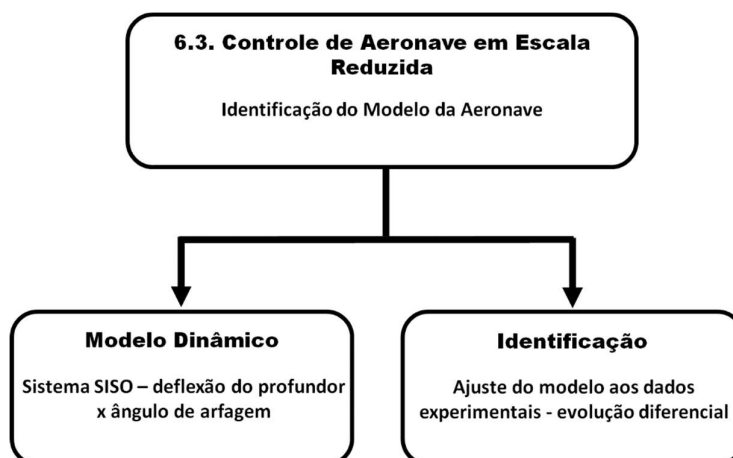 6.3. Controle de Aeronave em Escala
Reduzida
Identificação do Modelo da Aeronave
Modelo Dinâmico
Sistema SISO – deflexão do profundor
x ângulo de arfagem
Identificação
Ajuste do modelo aos dados
experimentais - evolução diferencial